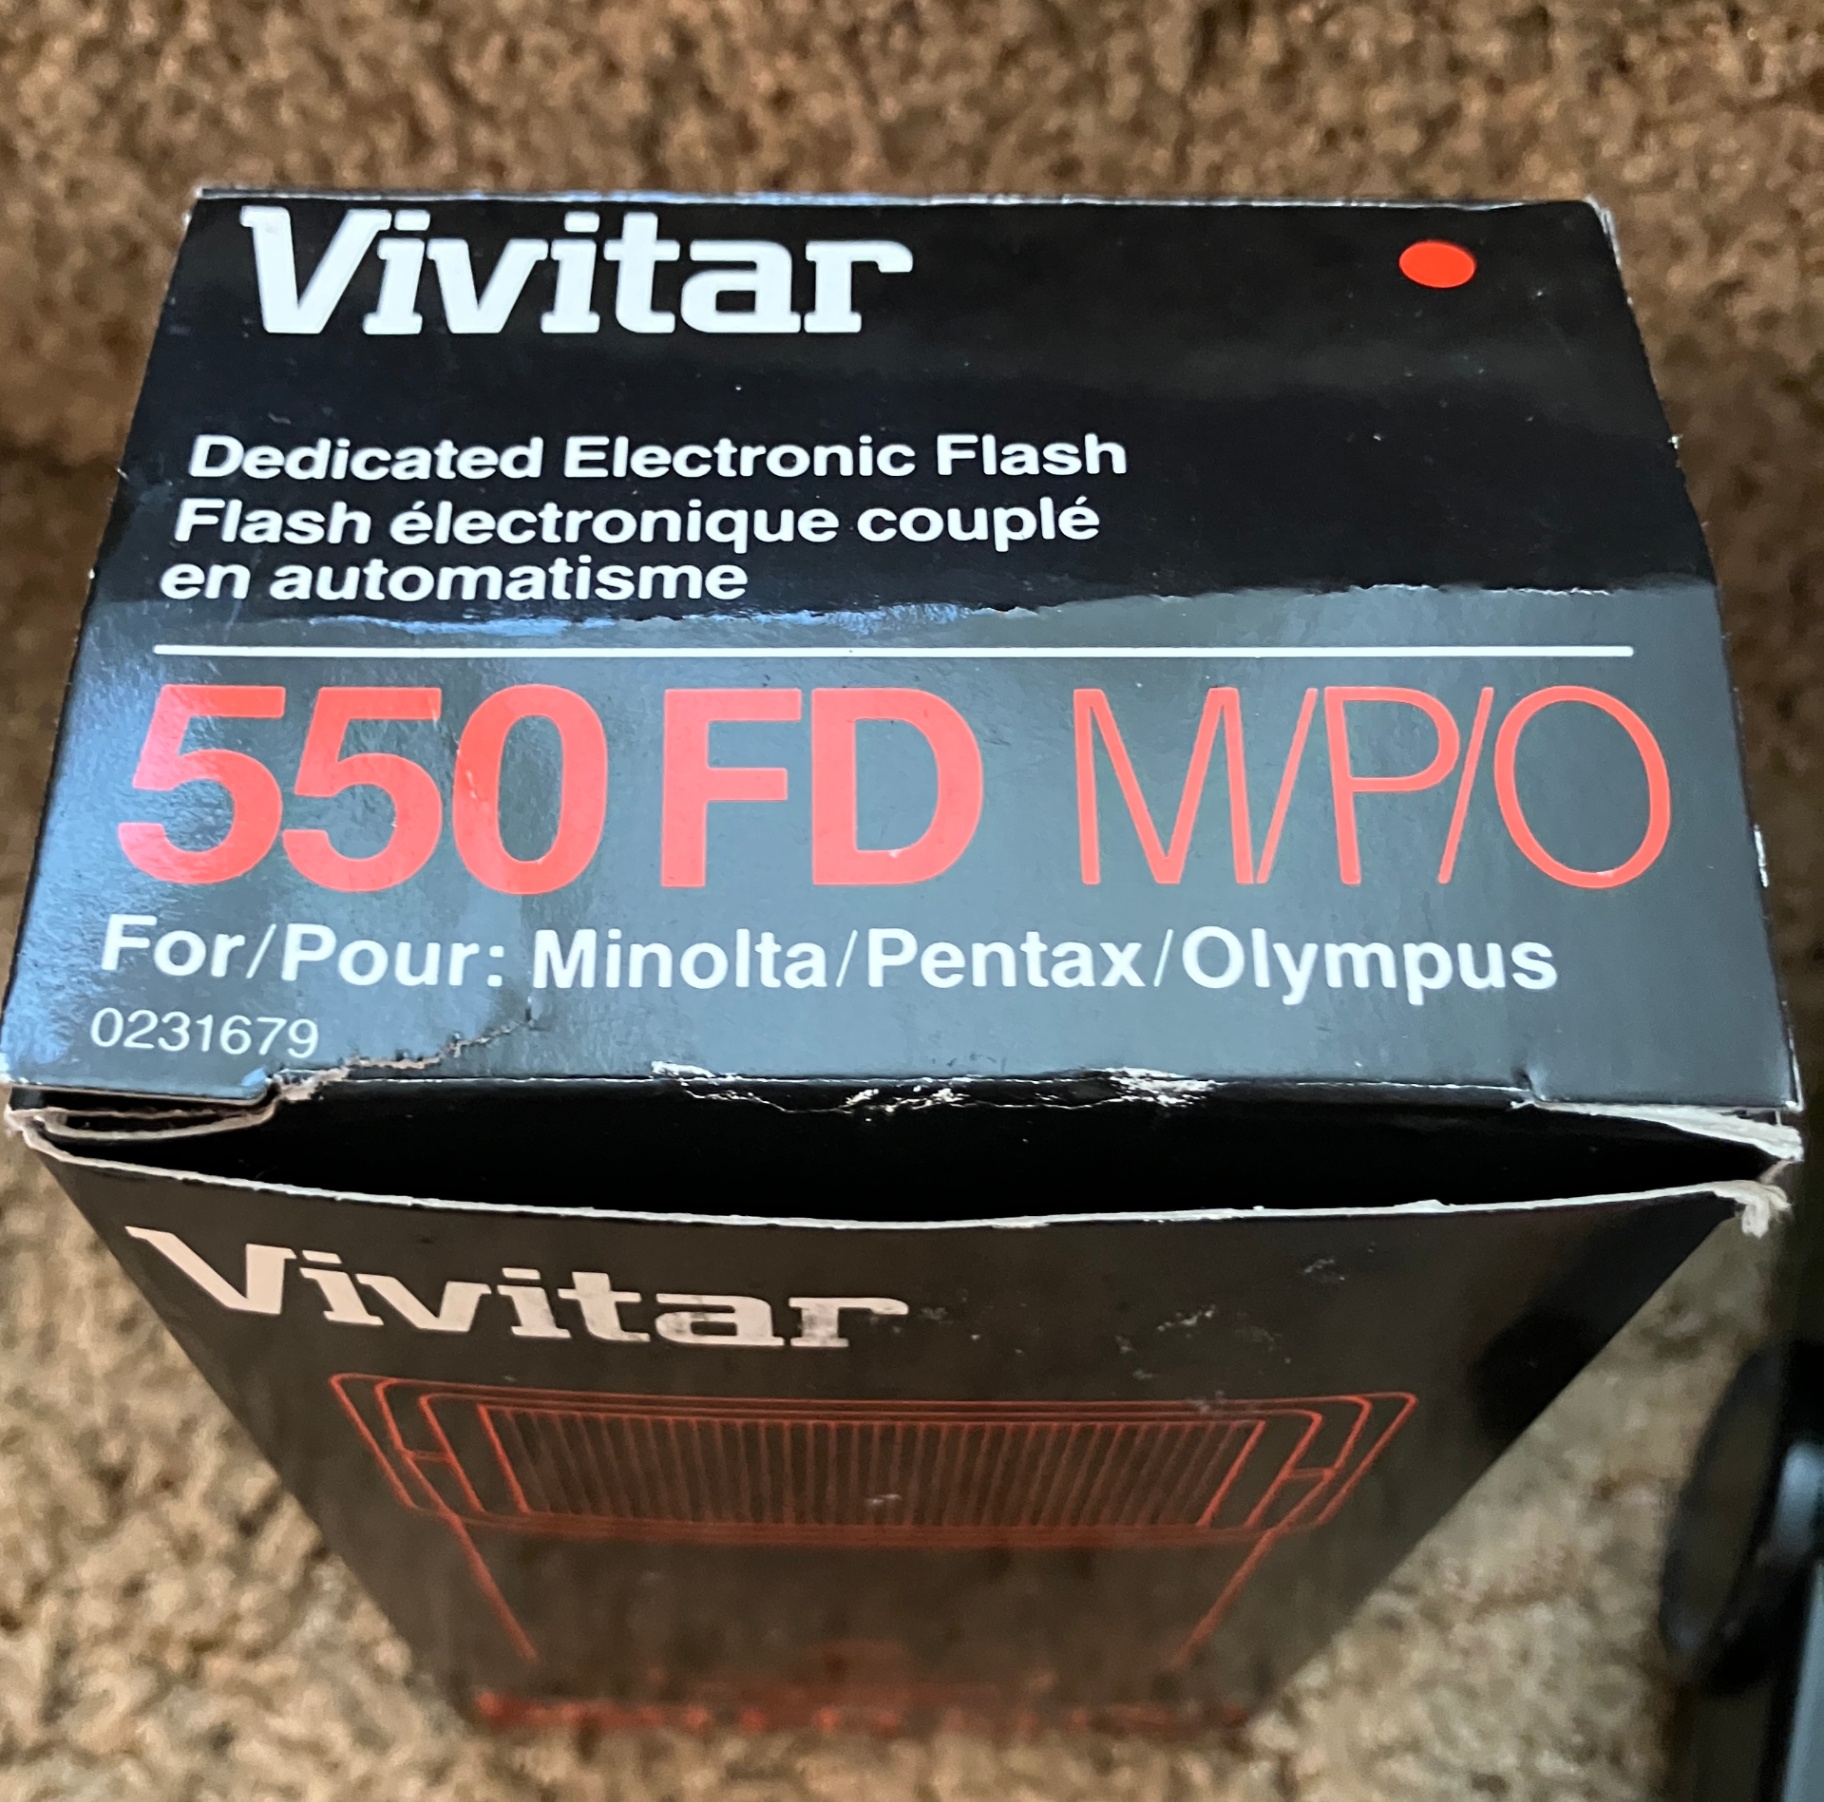 Vivitar
Dedicated Electronic Flash
Flash électronique couplé
en automatisme
550 FD M/P/O
For/Pour: Minolta/Pentax/Olympus
0231679
Vivitar